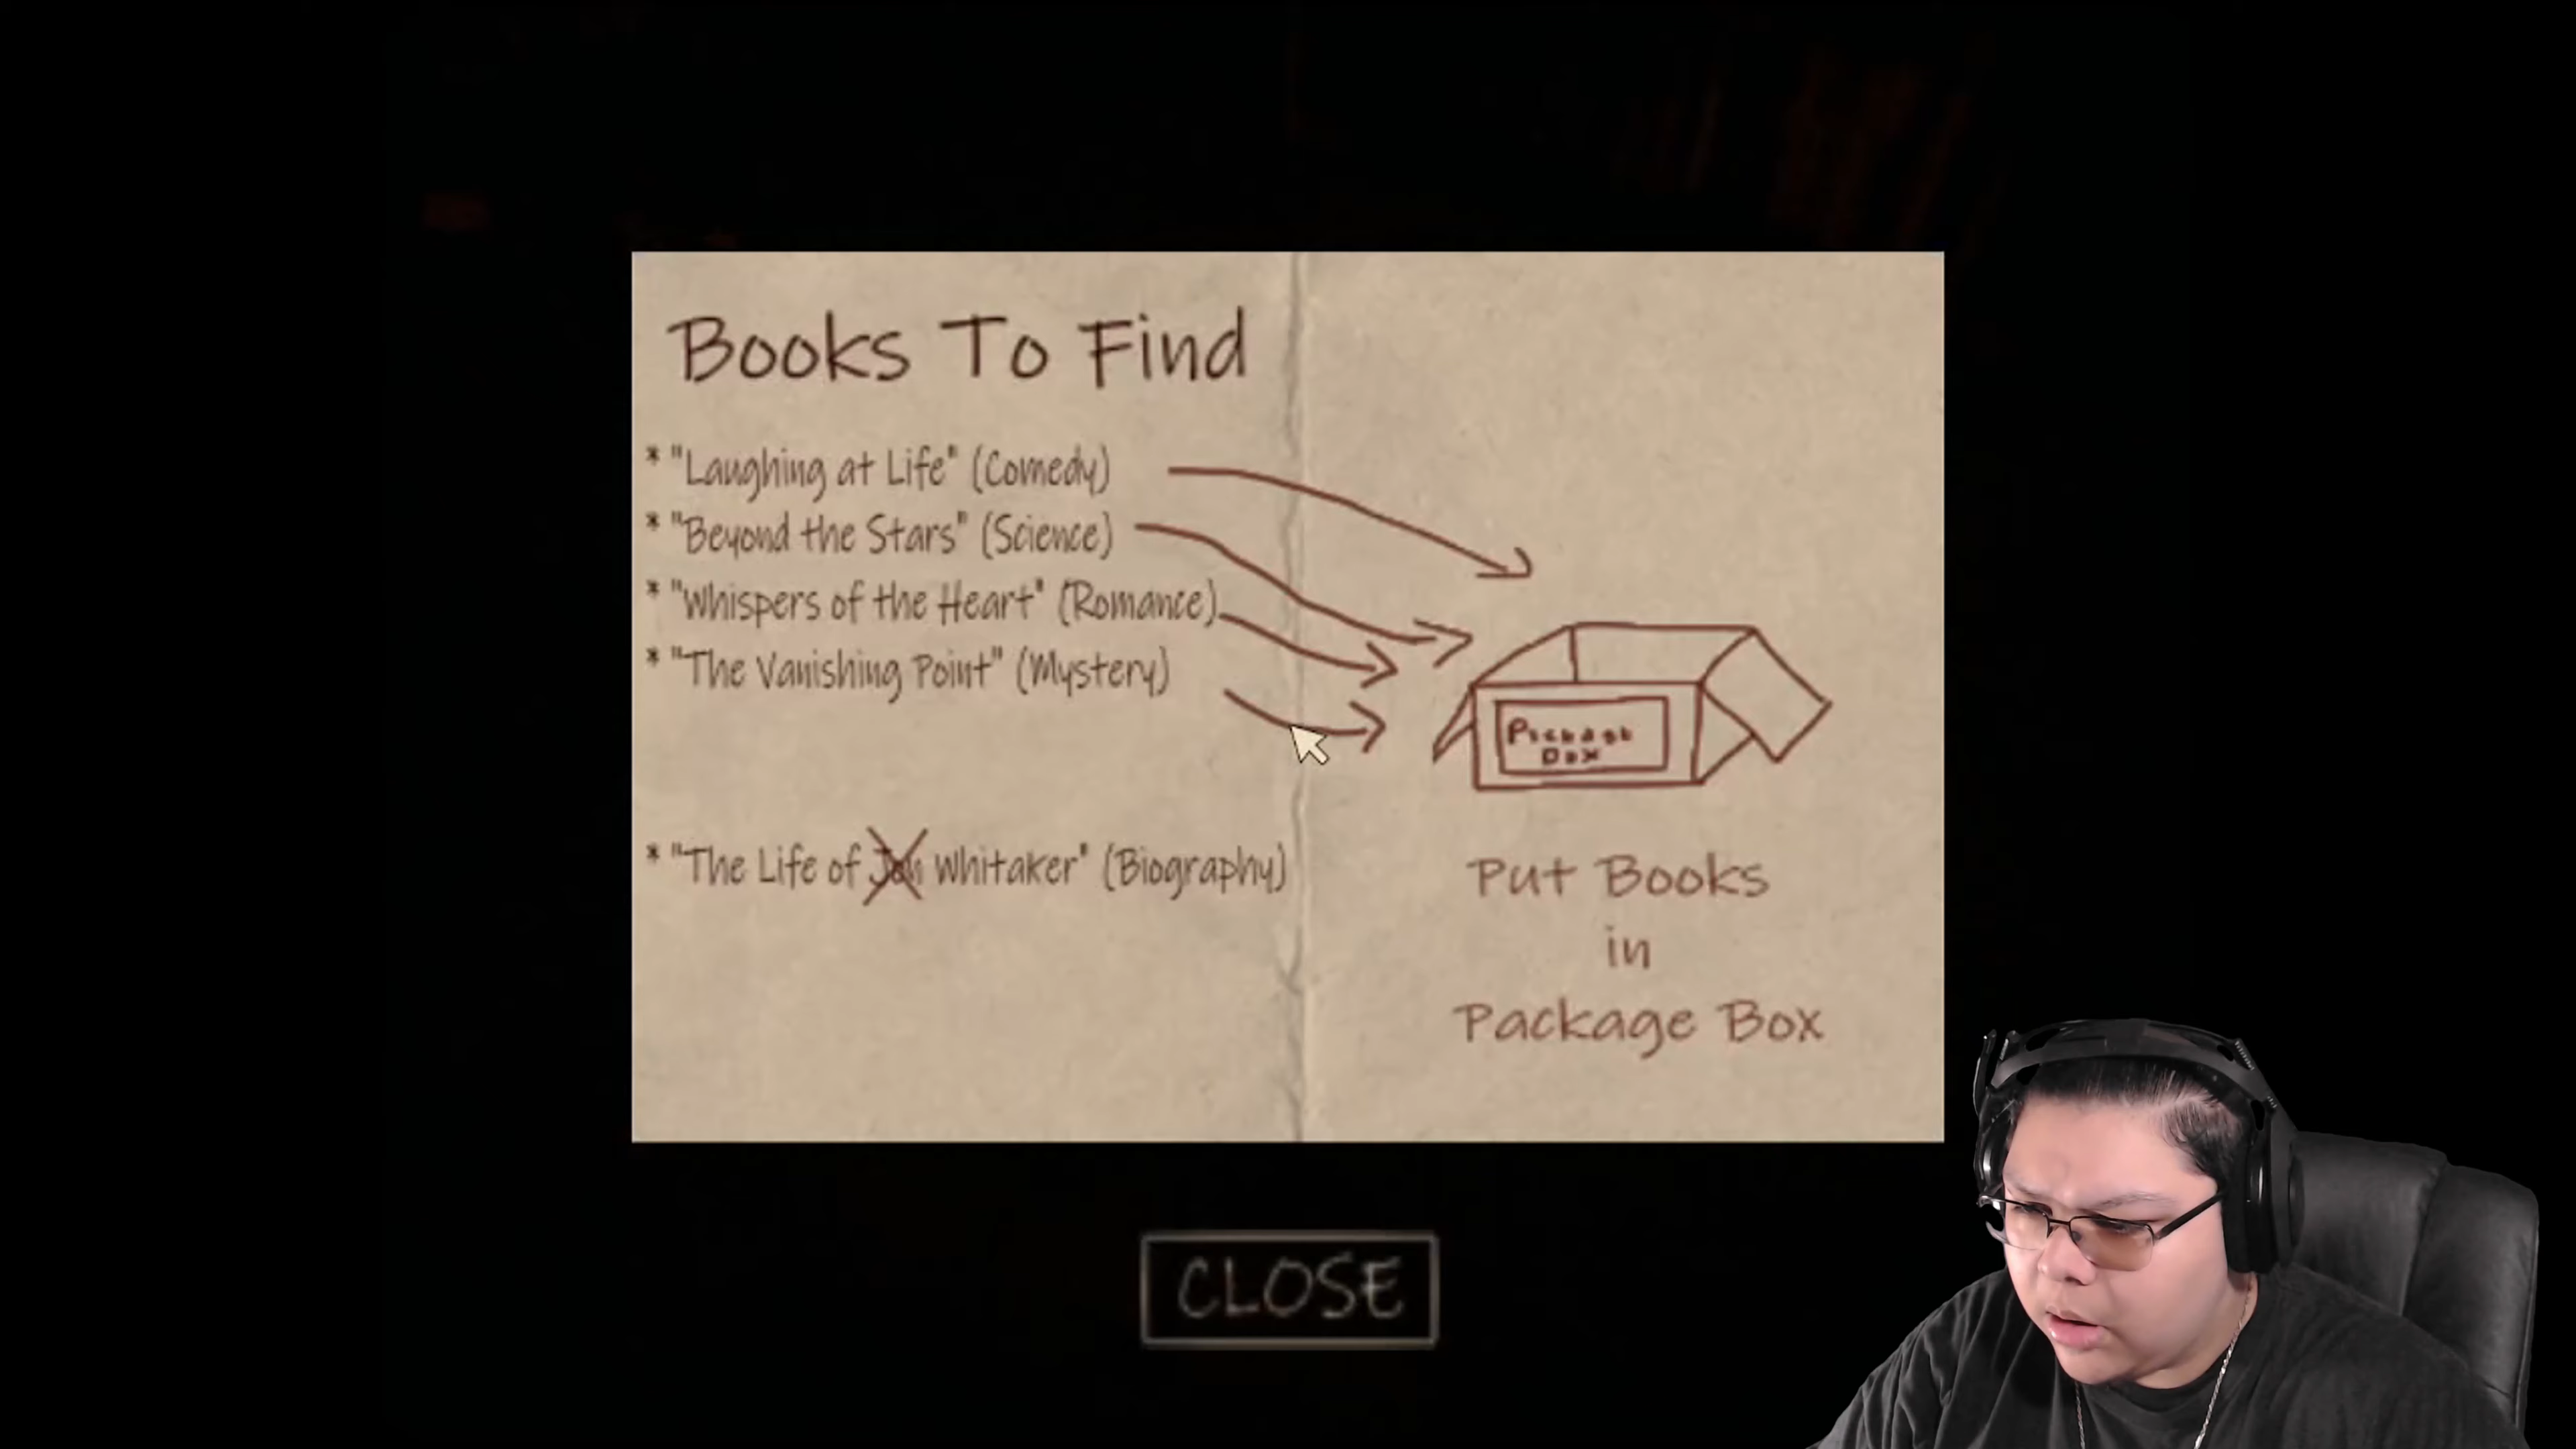 Books To Find
* "Laughing at Life" (Comedy)
* "Beyond the Stars" (Science)
* "Whispers of the Heart" (Romance)
* "The Vanishing Point" (Mystery)
* "The Life of Whitaker" (Biography)
Box
Put Books
in
Package Box
CLOSE